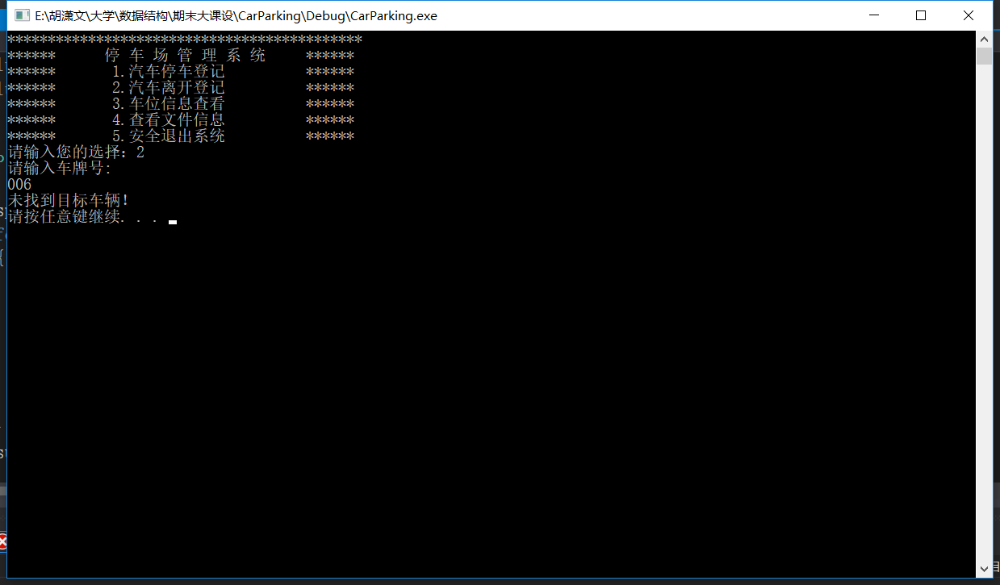 E:\胡潇文\大学\数据结构\期末大课设\CarParking\Debug\CarParking.exe
********************************************
****** 停 车 场 管 理 系 统 ******
****** 1.汽车停车登记 ******
****** 2.汽车离开登记 ******
****** 3.车位信息查看 ******
****** 4.查看文件信息 ******
****** 5.安全退出系统 ******
请输入您的选择：2
请输入车牌号:
006
未找到目标车辆!
请按任意键继续. . .